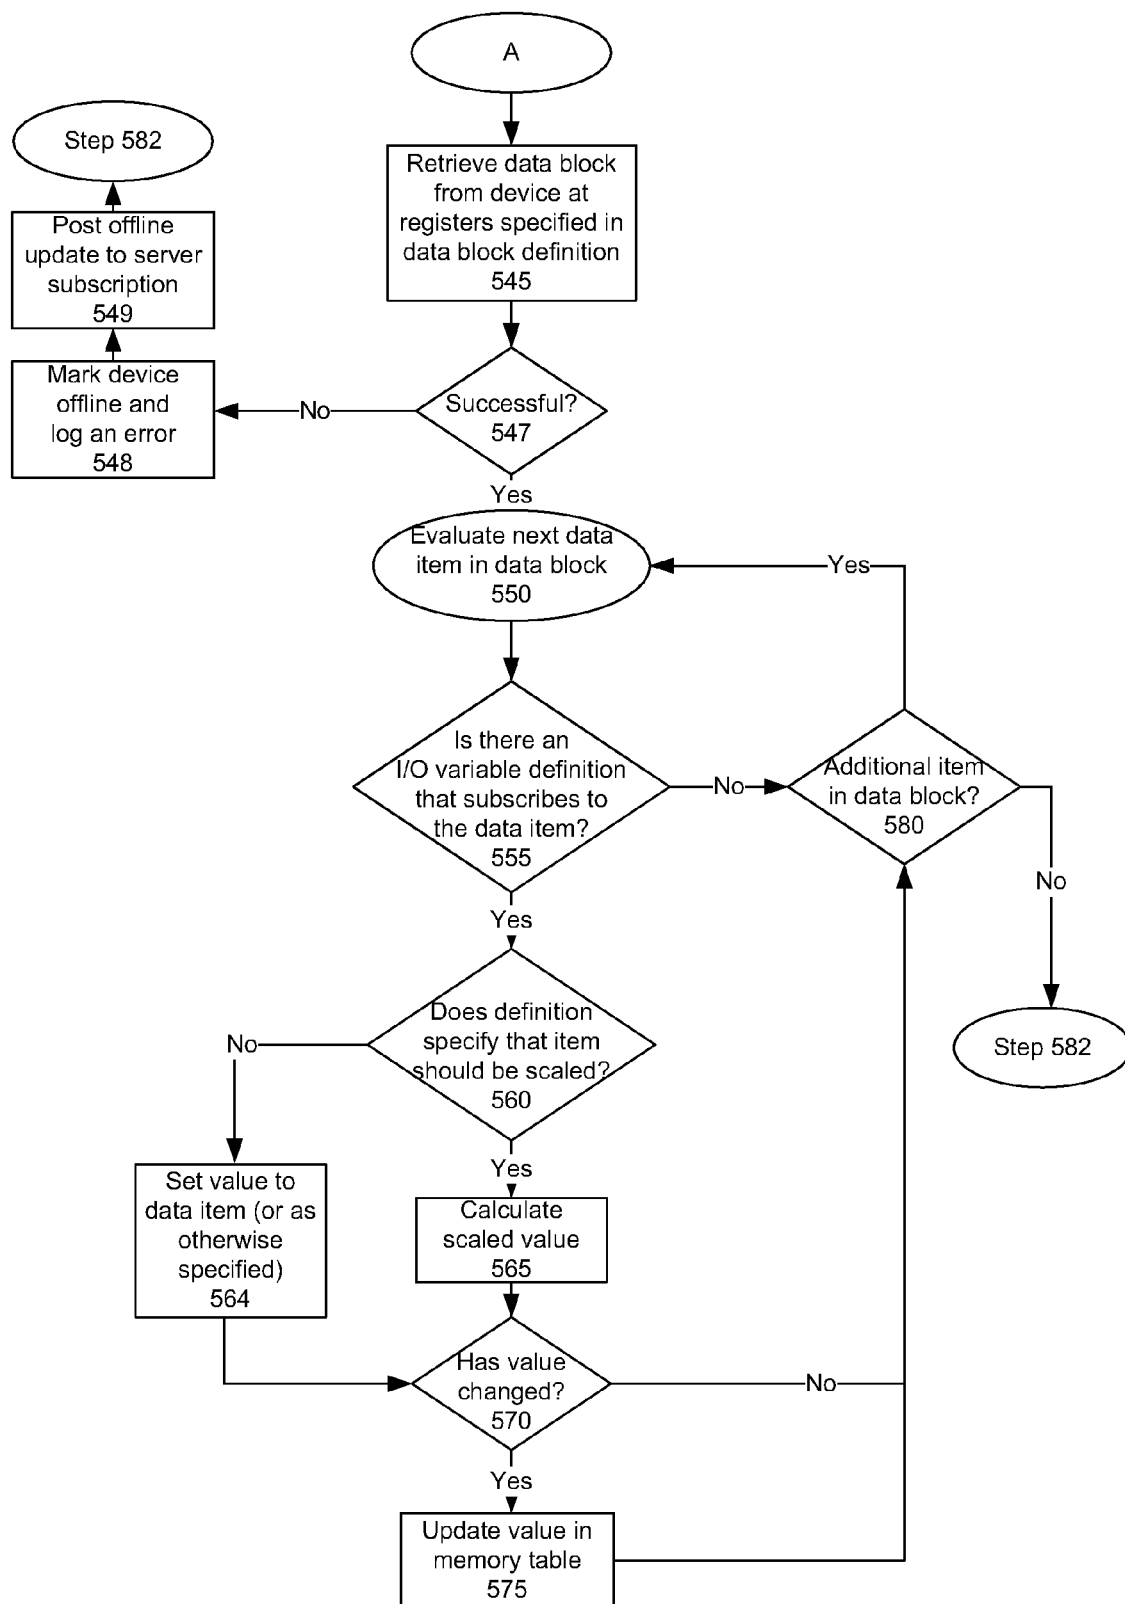 A
Step 582
Retrieve data block
from device at
registers specified in
data block definition
545
Post offline
update to server
subscription
549
Mark device
offline and
log an error
548
No
Successful?
547
Yes
Evaluate next data
item in data block
550
Yes
Is there an
I/O variable definition
that subscribes to
the data item?
555
No
Additional item
in data block?
580
No
Yes
Does definition
specify that item
should be scaled?
560
No
Step 582
Yes
Set value to
data item (or as
otherwise
specified)
564
Calculate
scaled value
565
Has value
changed?
570
No
Yes
Update value in
memory table
575